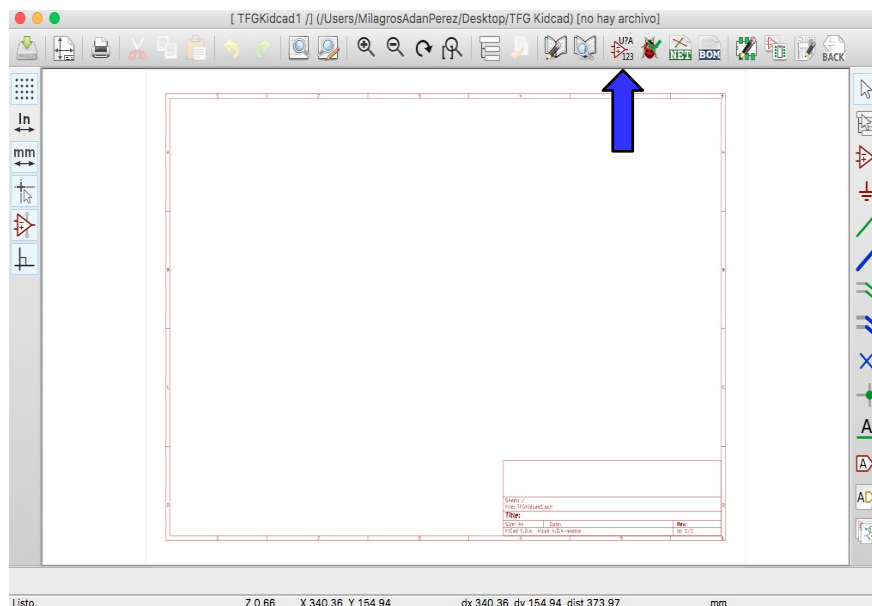 [ TFGKidcad1 /] (/Users/MilagrosAdanPerez/Desktop/TFG Kidcad) [no hay archivo]
U?A
123
NET
BOM
BACK
In
mm
A
A
Sheet: /
File: TFGKidcad1.sch
Title:
Size: A4
Date:
Rev:
KiCad E.D.A.
Id: 1/1
Listo.
Z 0.66
X 340.36 Y 154.94
dx 340.36 dy 154.94 dist 373.97
mm